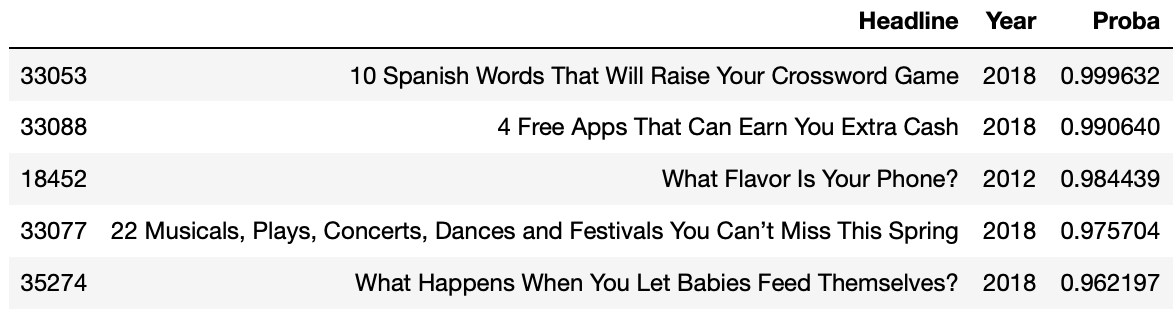 Headline Year Proba
33053 10 Spanish Words That Will Raise Your Crossword Game 2018 0.999632
33088 4 Free Apps That Can Earn You Extra Cash 2018 0.990640
18452 What Flavor Is Your Phone? 2012 0.984439
33077 22 Musicals, Plays, Concerts, Dances and Festivals You Can’t Miss This Spring 2018 0.975704
35274 What Happens When You Let Babies Feed Themselves? 2018 0.962197